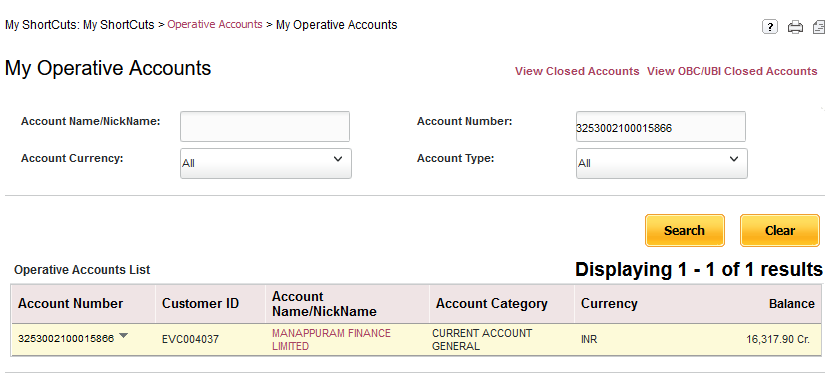 My ShortCuts: My ShortCuts > Operative Accounts > My Operative Accounts
?
My Operative Accounts
View Closed Accounts View OBC/UBI Closed Accounts
Account Name/NickName:
Account Number: 3253002100015866
Account Currency: All
Account Type: All
Search Clear
Operative Accounts List
Displaying 1 - 1 of 1 results
Account Number Customer ID Account Name/NickName Account Category Currency Balance
3253002100015866 EVC004037 MANAPPURAM FINANCE LIMITED CURRENT ACCOUNT GENERAL INR 16,317.90 Cr.